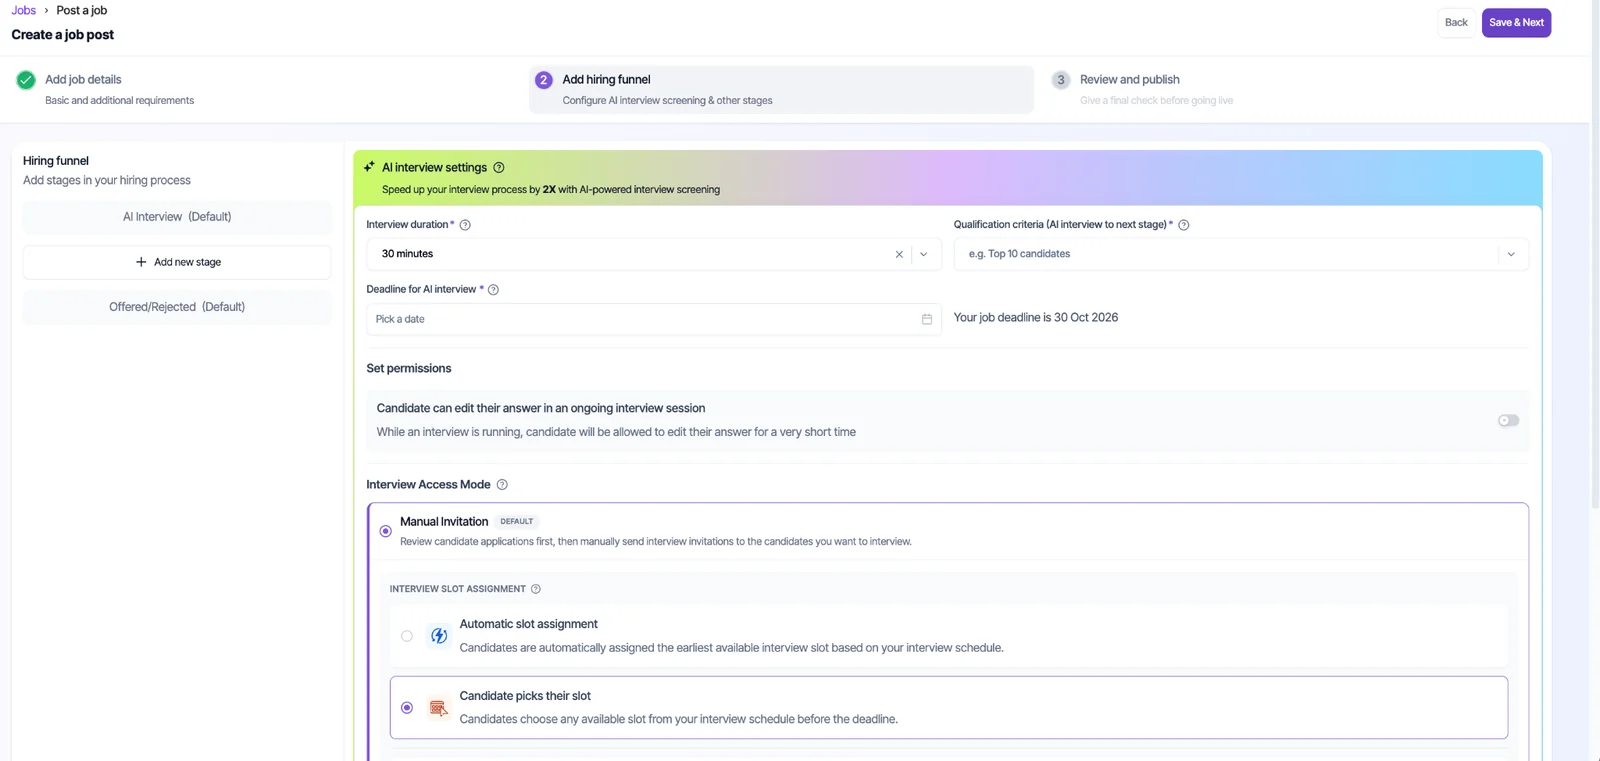 Jobs › Post a job
Create a job post
Back
Save & Next
Add job details
Basic and additional requirements
2
Add hiring funnel
Configure AI interview screening & other stages
3
Review and publish
Give a final check before going live
Hiring funnel
Add stages in your hiring process
AI Interview (Default)
+ Add new stage
Offered/Rejected (Default)
AI interview settings
Speed up your interview process by 2X with AI-powered interview screening
Interview duration*
30 minutes
Qualification criteria (AI interview to next stage)*
e.g. Top 10 candidates
Deadline for AI interview *
Pick a date
Your job deadline is 30 Oct 2026
Set permissions
Candidate can edit their answer in an ongoing interview session
While an interview is running, candidate will be allowed to edit their answer for a very short time
Interview Access Mode
Manual Invitation DEFAULT
Review candidate applications first, then manually send interview invitations to the candidates you want to interview.
INTERVIEW SLOT ASSIGNMENT
Automatic slot assignment
Candidates are automatically assigned the earliest available interview slot based on your interview schedule.
Candidate picks their slot
Candidates choose any available slot from your interview schedule before the deadline.